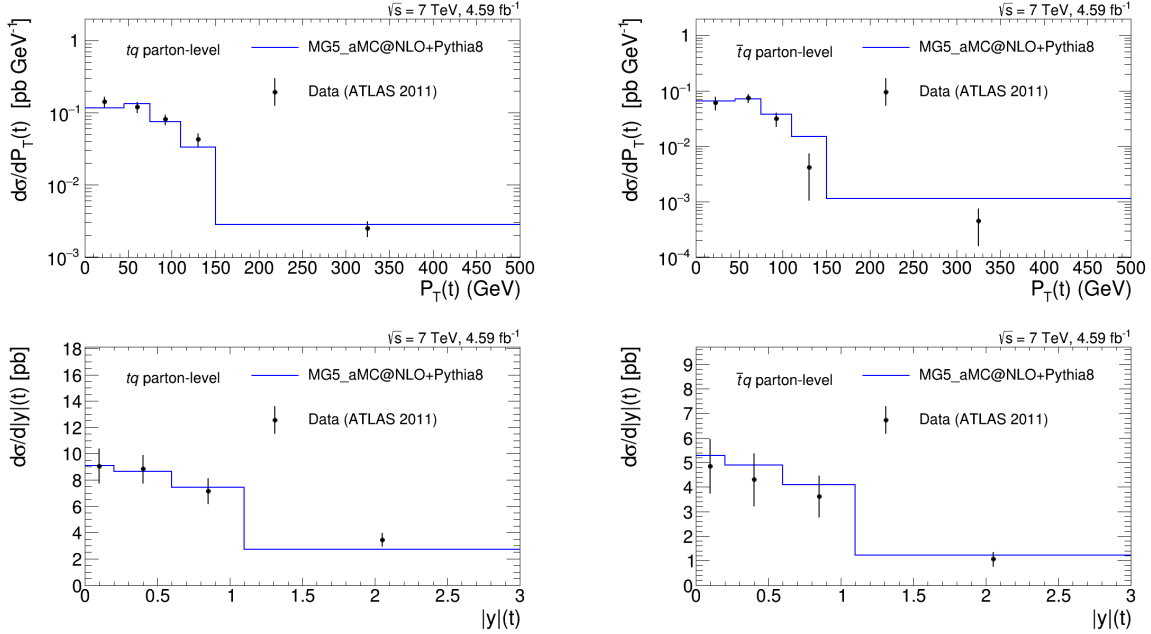 √s = 7 TeV, 4.59 fb⁻¹
dσ/dP_T(t) [pb GeV⁻¹]
tq parton-level
MG5_aMC@NLO+Pythia8
Data (ATLAS 2011)
1
10⁻¹
10⁻²
10⁻³
0 50 100 150 200 250 300 350 400 450 500
P_T(t) (GeV)
√s = 7 TeV, 4.59 fb⁻¹
dσ/dP_T(t) [pb GeV⁻¹]
t̄q parton-level
MG5_aMC@NLO+Pythia8
Data (ATLAS 2011)
1
10⁻¹
10⁻²
10⁻³
10⁻⁴
0 50 100 150 200 250 300 350 400 450 500
P_T(t) (GeV)
√s = 7 TeV, 4.59 fb⁻¹
dσ/d|y|(t) [pb]
tq parton-level
MG5_aMC@NLO+Pythia8
Data (ATLAS 2011)
18
16
14
12
10
8
6
4
2
0
0 0.5 1 1.5 2 2.5 3
|y|(t)
√s = 7 TeV, 4.59 fb⁻¹
dσ/d|y|(t) [pb]
t̄q parton-level
MG5_aMC@NLO+Pythia8
Data (ATLAS 2011)
9
8
7
6
5
4
3
2
1
0
0 0.5 1 1.5 2 2.5 3
|y|(t)